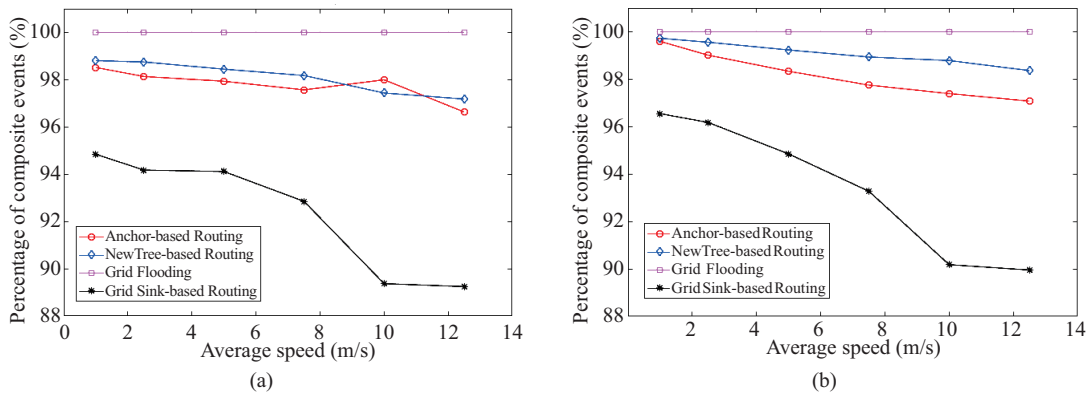 Percentage of composite events (%)
100
98
96
94
92
90
88
Anchor-based Routing
NewTree-based Routing
Grid Flooding
Grid Sink-based Routing
0 2 4 6 8 10 12 14
Average speed (m/s)
(a)
Percentage of composite events (%)
100
98
96
94
92
90
88
Anchor-based Routing
NewTree-based Routing
Grid Flooding
Grid Sink-based Routing
2 4 6 8 10 12 14
Average speed (m/s)
(b)